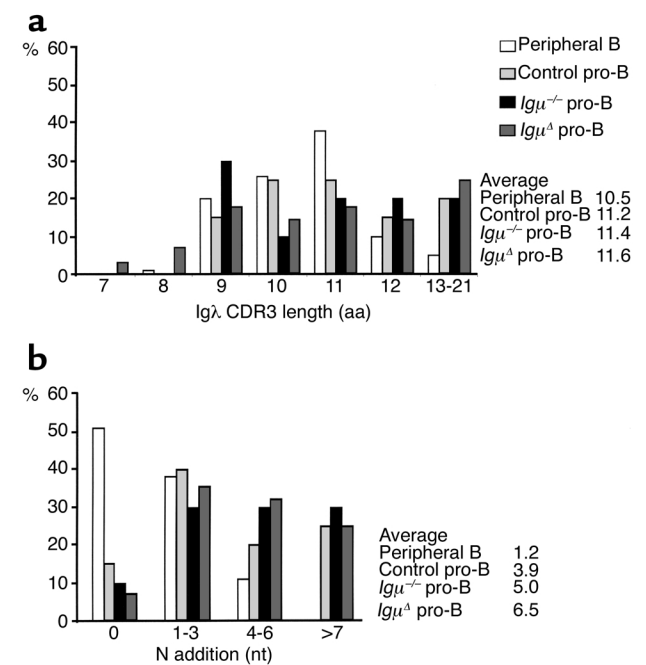 a
%
60
50
40
30
20
10
0
7 8 9 10 11 12 13-21
Igλ CDR3 length (aa)
Peripheral B
Control pro-B
Igμ⁻/⁻ pro-B
Igμᐞ pro-B
Average
Peripheral B 10.5
Control pro-B 11.2
Igμ⁻/⁻ pro-B 11.4
Igμᐞ pro-B 11.6
b
%
60
50
40
30
20
10
0
0 1-3 4-6 >7
N addition (nt)
Average
Peripheral B 1.2
Control pro-B 3.9
Igμ⁻/⁻ pro-B 5.0
Igμᐞ pro-B 6.5